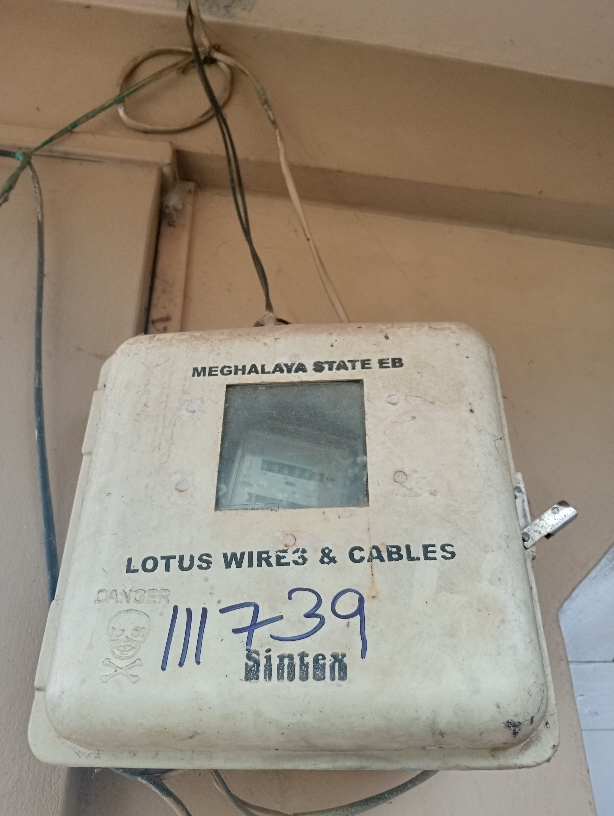 MEGHALAYA STATE EB
LOTUS WIRES & CABLES
DANGER
111739
Sintex